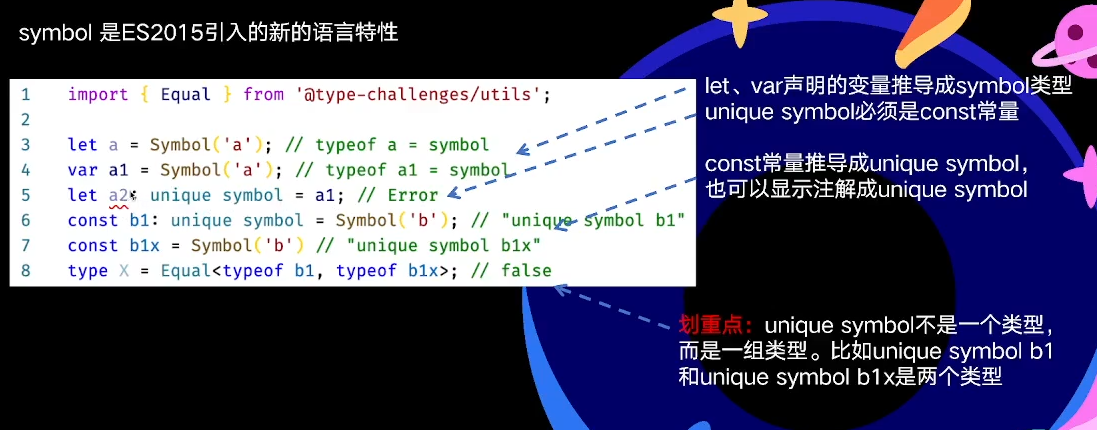 symbol 是ES2015引入的新的语言特性
1 import { Equal } from '@type-challenges/utils';
2
3 let a = Symbol('a'); // typeof a = symbol
4 var a1 = Symbol('a'); // typeof a1 = symbol
5 let a2: unique symbol = a1; // Error
6 const b1: unique symbol = Symbol('b'); // "unique symbol b1"
7 const b1x = Symbol('b') // "unique symbol b1x"
8 type X = Equal<typeof b1, typeof b1x>; // false
let、var声明的变量推导成symbol类型
unique symbol必须是const常量
const常量推导成unique symbol，
也可以显示注解成unique symbol
划重点：unique symbol不是一个类型，
而是一组类型。比如unique symbol b1
和unique symbol b1x是两个类型